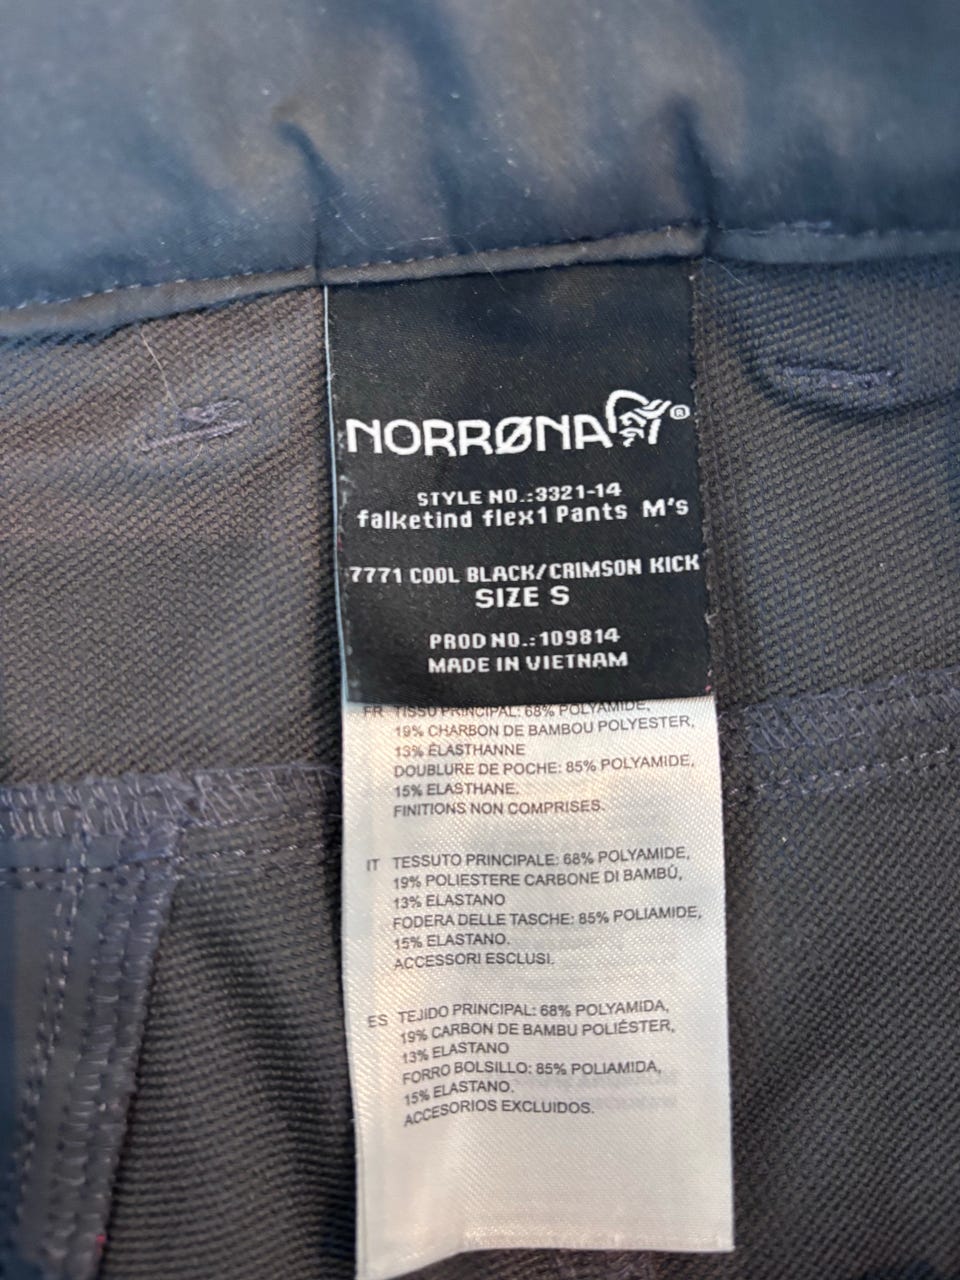 NORRØNA®
STYLE NO.:3321-14
falketind flex1 Pants M's
7771 COOL BLACK/CRIMSON KICK
SIZE S
PROD NO.:109814
MADE IN VIETNAM
FR TISSU PRINCIPAL: 68% POLYAMIDE,
19% CHARBON DE BAMBOU POLYESTER,
13% ÉLASTHANNE
DOUBLURE DE POCHE: 85% POLYAMIDE,
15% ELASTHANE.
FINITIONS NON COMPRISES.
IT TESSUTO PRINCIPALE: 68% POLYAMIDE,
19% POLIESTERE CARBONE DI BAMBÚ,
13% ELASTANO
FODERA DELLE TASCHE: 85% POLIAMIDE,
15% ELASTANO.
ACCESSORI ESCLUSI.
ES TEJIDO PRINCIPAL: 68% POLYAMIDA,
19% CARBON DE BAMBU POLIÉSTER,
13% ELASTANO
FORRO BOLSILLO: 85% POLIAMIDA,
15% ELASTANO.
ACCESORIOS EXCLUIDOS.